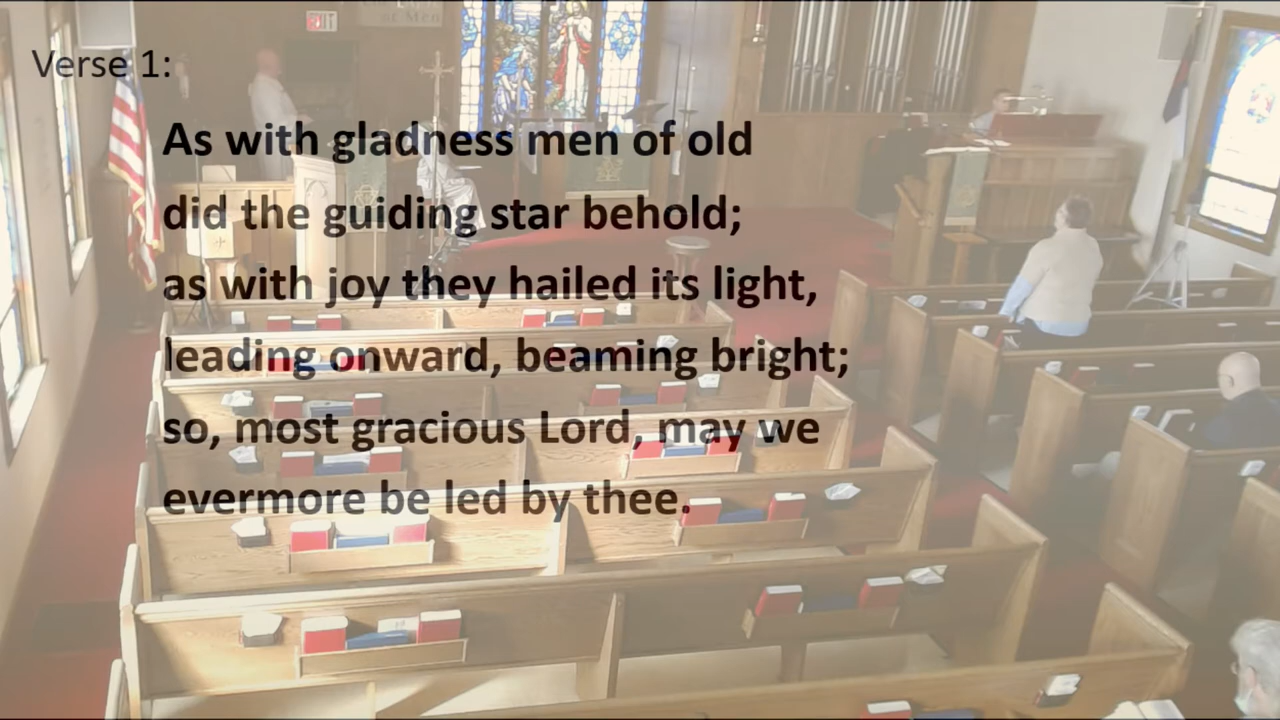 EXIT
Verse 1:
As with gladness men of old
did the guiding star behold;
as with joy they hailed its light,
leading onward, beaming bright;
so, most gracious Lord, may we
evermore be led by thee.